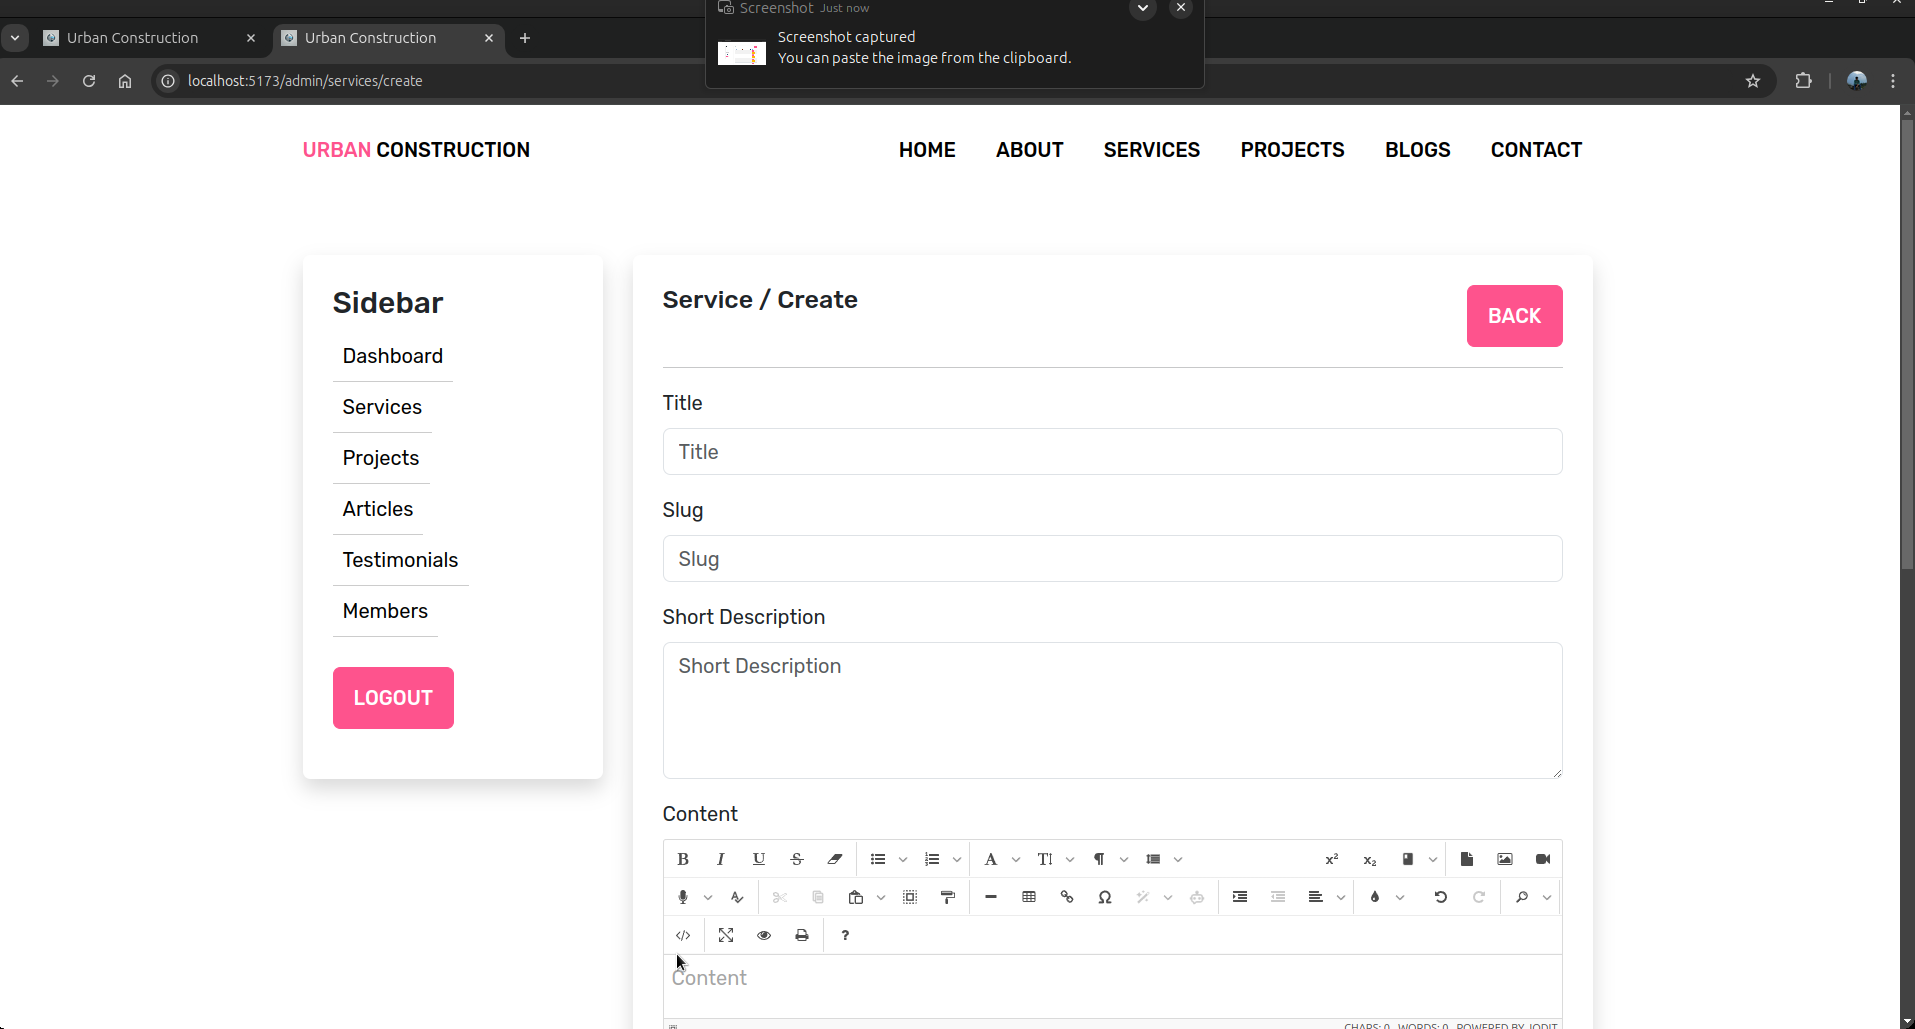 Screenshot Just now
Screenshot captured
You can paste the image from the clipboard.
Urban Construction
Urban Construction
localhost:5173/admin/services/create
URBAN CONSTRUCTION
HOME ABOUT SERVICES PROJECTS BLOGS CONTACT
Sidebar
Dashboard
Services
Projects
Articles
Testimonials
Members
LOGOUT
Service / Create
BACK
Title
Title
Slug
Slug
Short Description
Short Description
Content
Content
CHARS: 0 WORDS: 0 POWERED BY JODIT